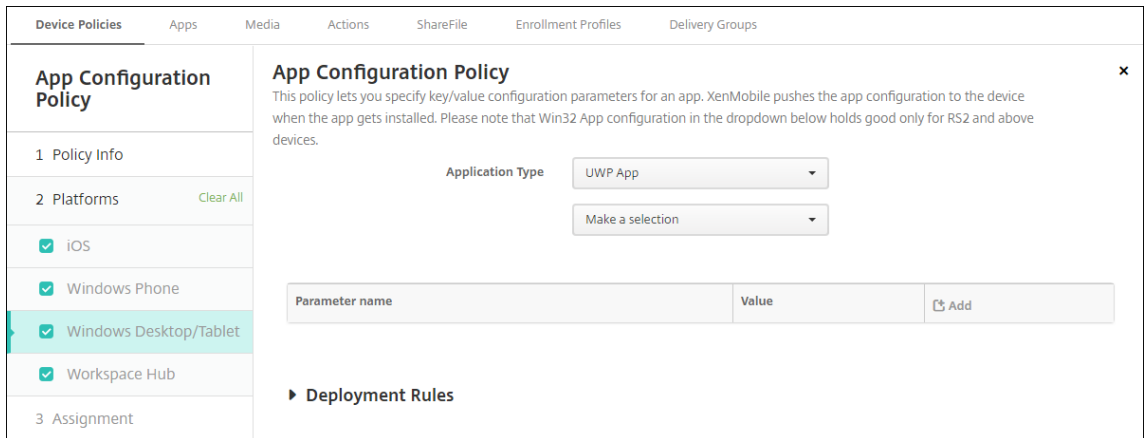 Device Policies Apps Media Actions ShareFile Enrollment Profiles Delivery Groups
App Configuration
Policy
1 Policy Info
2 Platforms Clear All
iOS
Windows Phone
Windows Desktop/Tablet
Workspace Hub
3 Assignment
App Configuration Policy
This policy lets you specify key/value configuration parameters for an app. XenMobile pushes the app configuration to the device
when the app gets installed. Please note that Win32 App configuration in the dropdown below holds good only for RS2 and above
devices.
Application Type UWP App
Make a selection
Parameter name Value Add
Deployment Rules